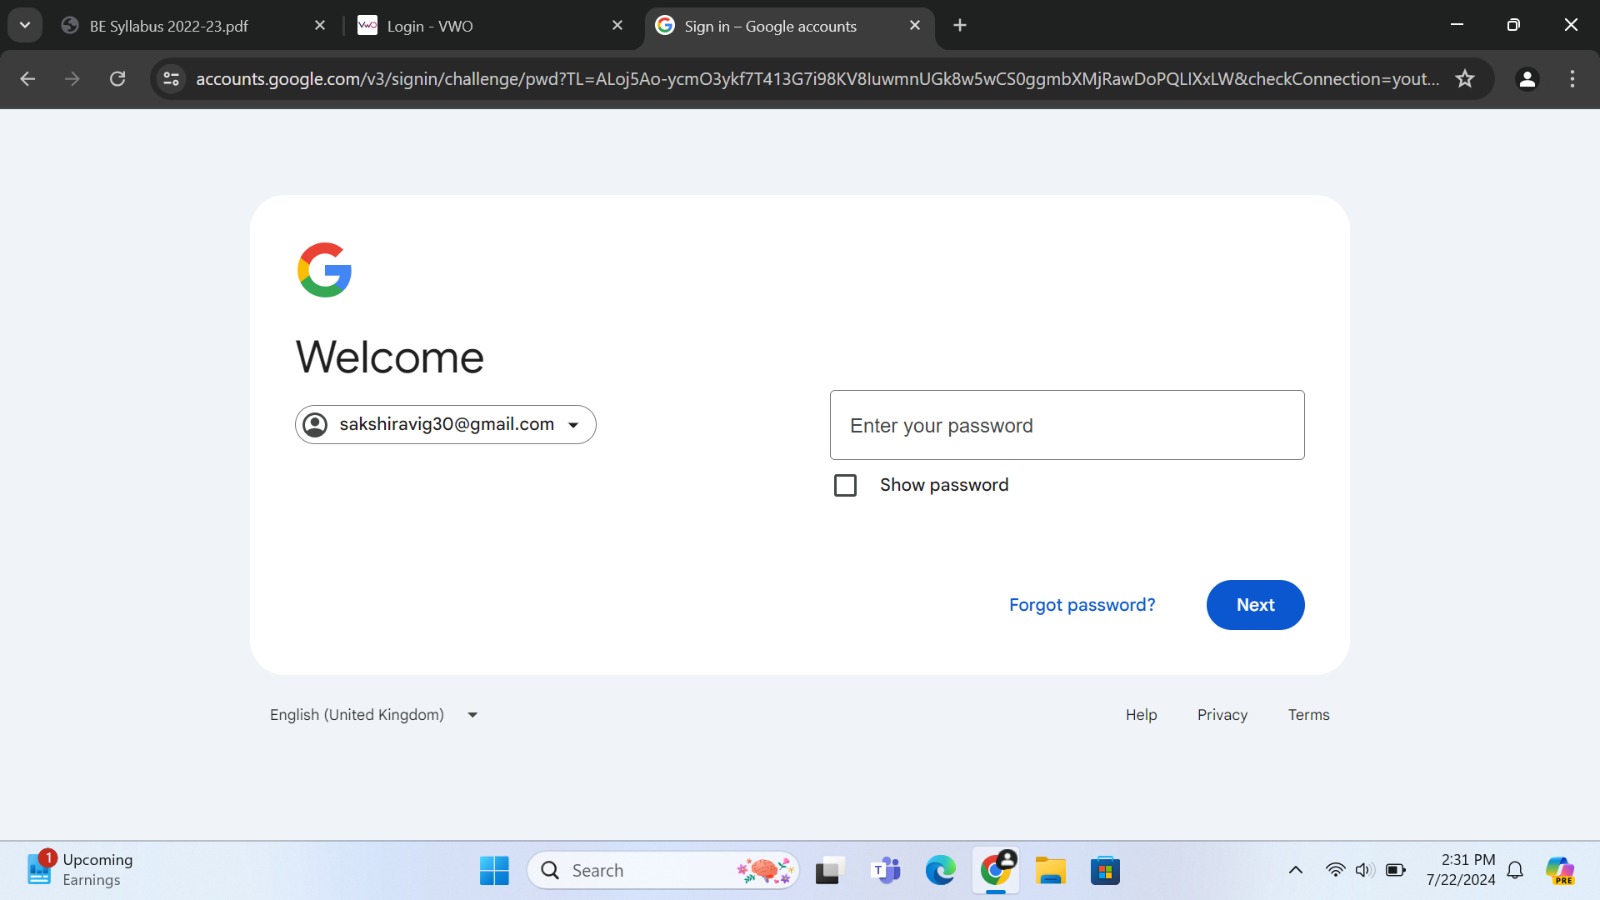 BE Syllabus 2022-23.pdf
Login - VWO
Sign in – Google accounts
accounts.google.com/v3/signin/challenge/pwd?TL=ALoj5Ao-ycmO3ykf7T413G7i98KV8IuwmnUGk8w5wCS0ggmbXMjRawDoPQLIXxLW&checkConnection=yout...
Welcome
sakshiravig30@gmail.com
Enter your password
Show password
Forgot password?
Next
English (United Kingdom)
Help
Privacy
Terms
1
Upcoming
Earnings
Search
2:31 PM
7/22/2024
PRE